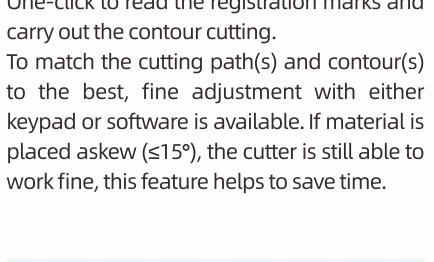 One-click to read the registration marks and
carry out the contour cutting.
To match the cutting path(s) and contour(s)
to the best, fine adjustment with either
keypad or software is available. If material is
placed askew (≤15°), the cutter is still able to
work fine, this feature helps to save time.